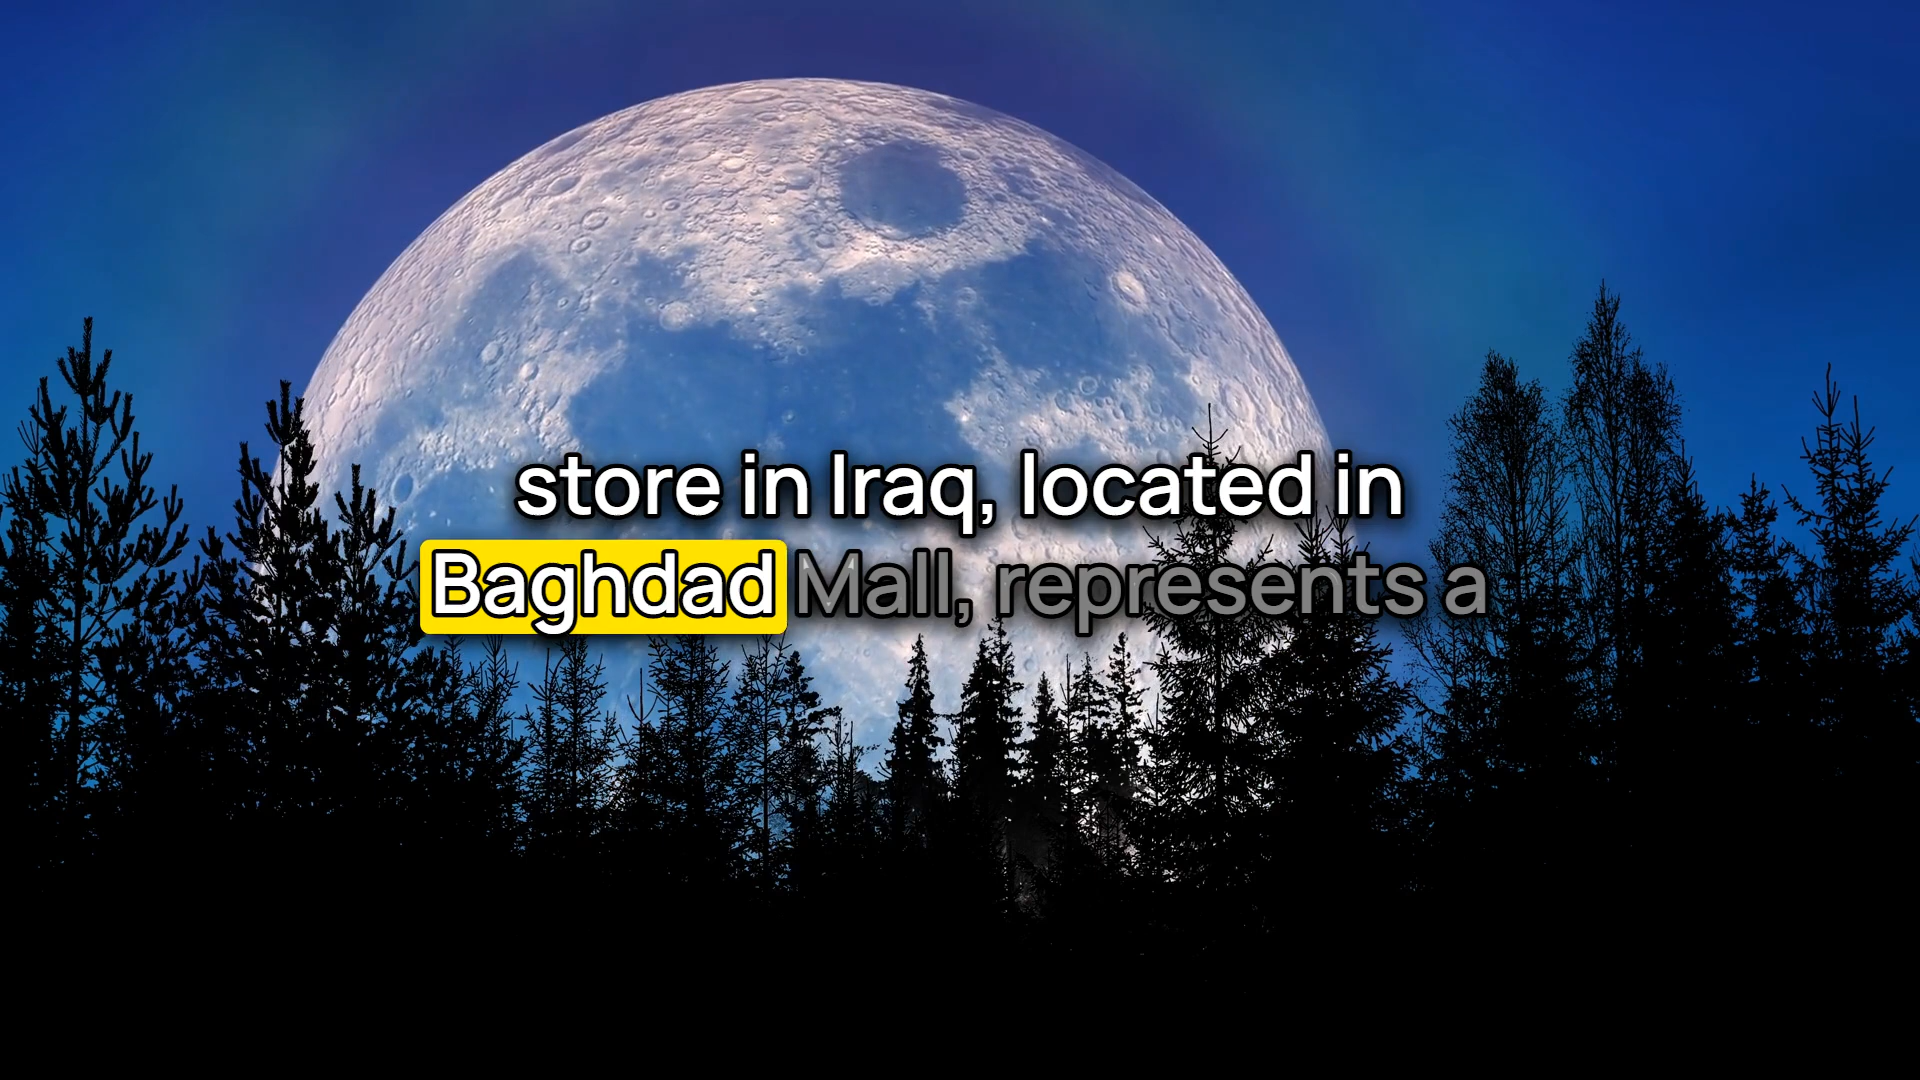 store in Iraq, located in
Baghdad Mall, represents a